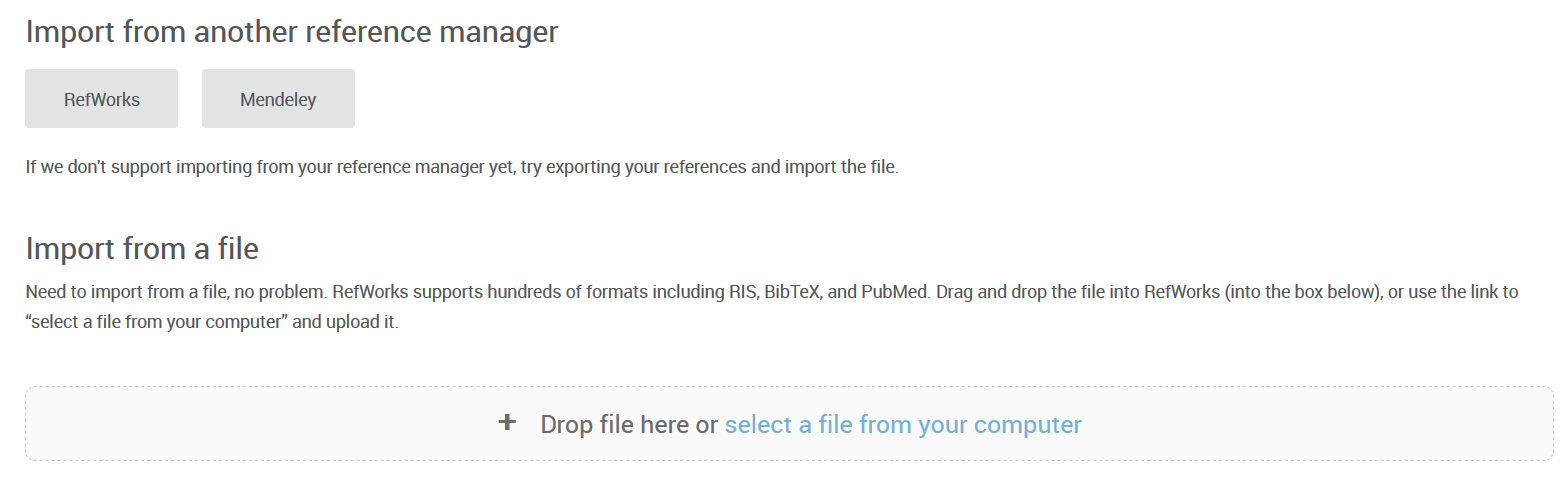 Import from another reference manager
RefWorks Mendeley
If we don't support importing from your reference manager yet, try exporting your references and import the file.
Import from a file
Need to import from a file, no problem. RefWorks supports hundreds of formats including RIS, BibTeX, and PubMed. Drag and drop the file into RefWorks (into the box below), or use the link to
“select a file from your computer” and upload it.
+ Drop file here or select a file from your computer